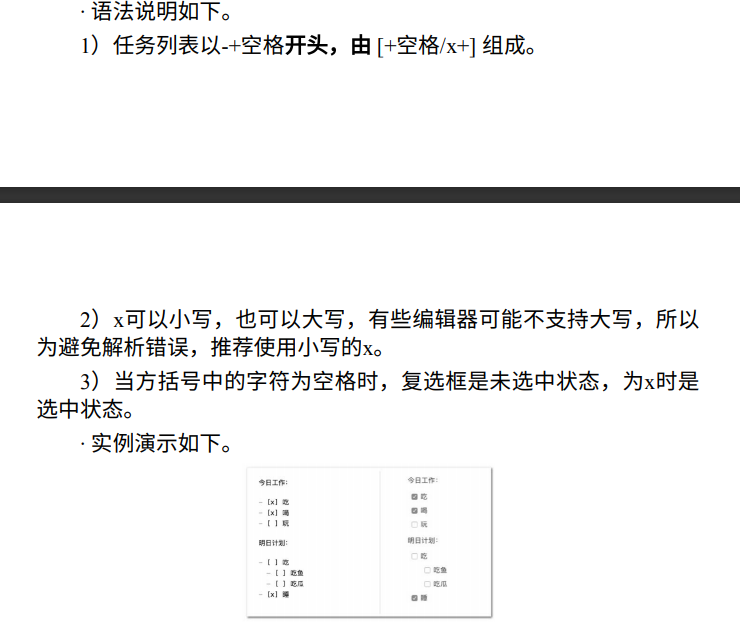 · 语法说明如下。
1）任务列表以-+空格开头，由 [+空格/x+] 组成。
2）x可以小写，也可以大写，有些编辑器可能不支持大写，所以
为避免解析错误，推荐使用小写的x。
3）当方括号中的字符为空格时，复选框是未选中状态，为x时是
选中状态。
· 实例演示如下。
今日工作:
- [x] 吃
- [x] 喝
- [ ] 玩
明日计划:
- [ ] 吃
- [ ] 吃鱼
- [ ] 吃瓜
- [x] 睡
今日工作:
吃
喝
玩
明日计划:
吃
吃鱼
吃瓜
睡